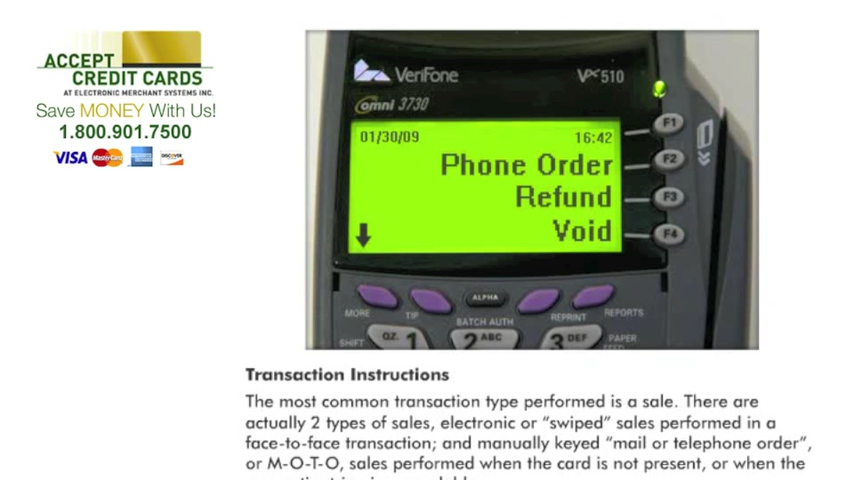 ACCEPT
CREDIT CARDS
AT ELECTRONIC MERCHANT SYSTEMS INC.
Save MONEY With Us!
1.800.901.7500
VISA MasterCard DISCOVER
VeriFone Vx510
omni 3730
01/30/09 16:42
Phone Order
Refund
Void
F1
F2
F3
F4
ALPHA
MORE TIP BATCH AUTH REPRINT REPORTS
SHIFT QZ. 1 2 ABC 3 DEF PAPER
Transaction Instructions
The most common transaction type performed is a sale. There are
actually 2 types of sales, electronic or “swiped” sales performed in a
face-to-face transaction; and manually keyed “mail or telephone order”,
or M-O-T-O, sales performed when the card is not present, or when the